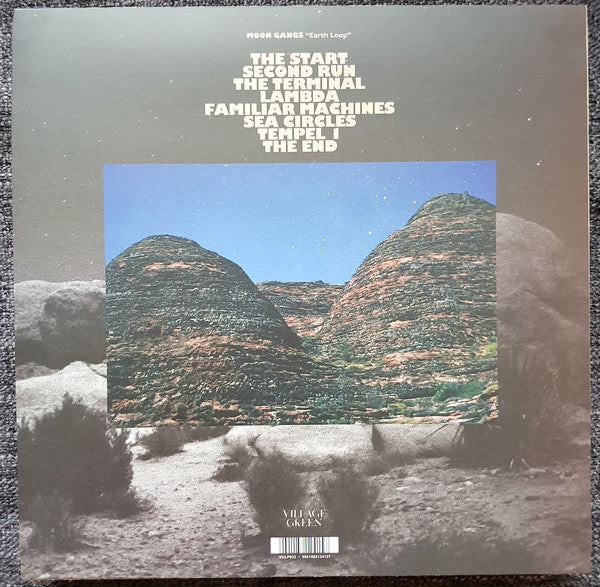 MOON GANGS "Earth Loop"
THE START
SECOND RUN
THE TERMINAL
LAMBDA
FAMILIAR MACHINES
SEA CIRCLES
TEMPEL 1
THE END
VILLAGE
GREEN